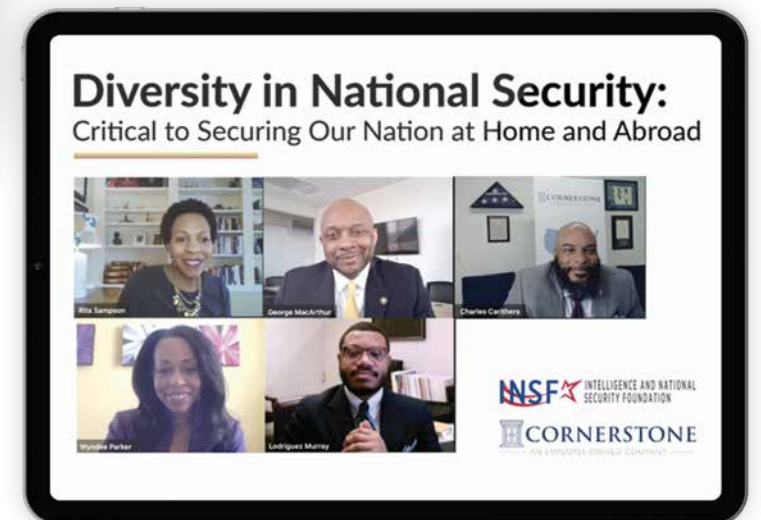 Diversity in National Security:
Critical to Securing Our Nation at Home and Abroad
CORNERSTONE
Rita Sampson
George MacArthur
Charles Carithers
Wyndee Parker
Lodriguez Murray
INSF INTELLIGENCE AND NATIONAL
SECURITY FOUNDATION
CORNERSTONE
AN EMPLOYEE OWNED COMPANY